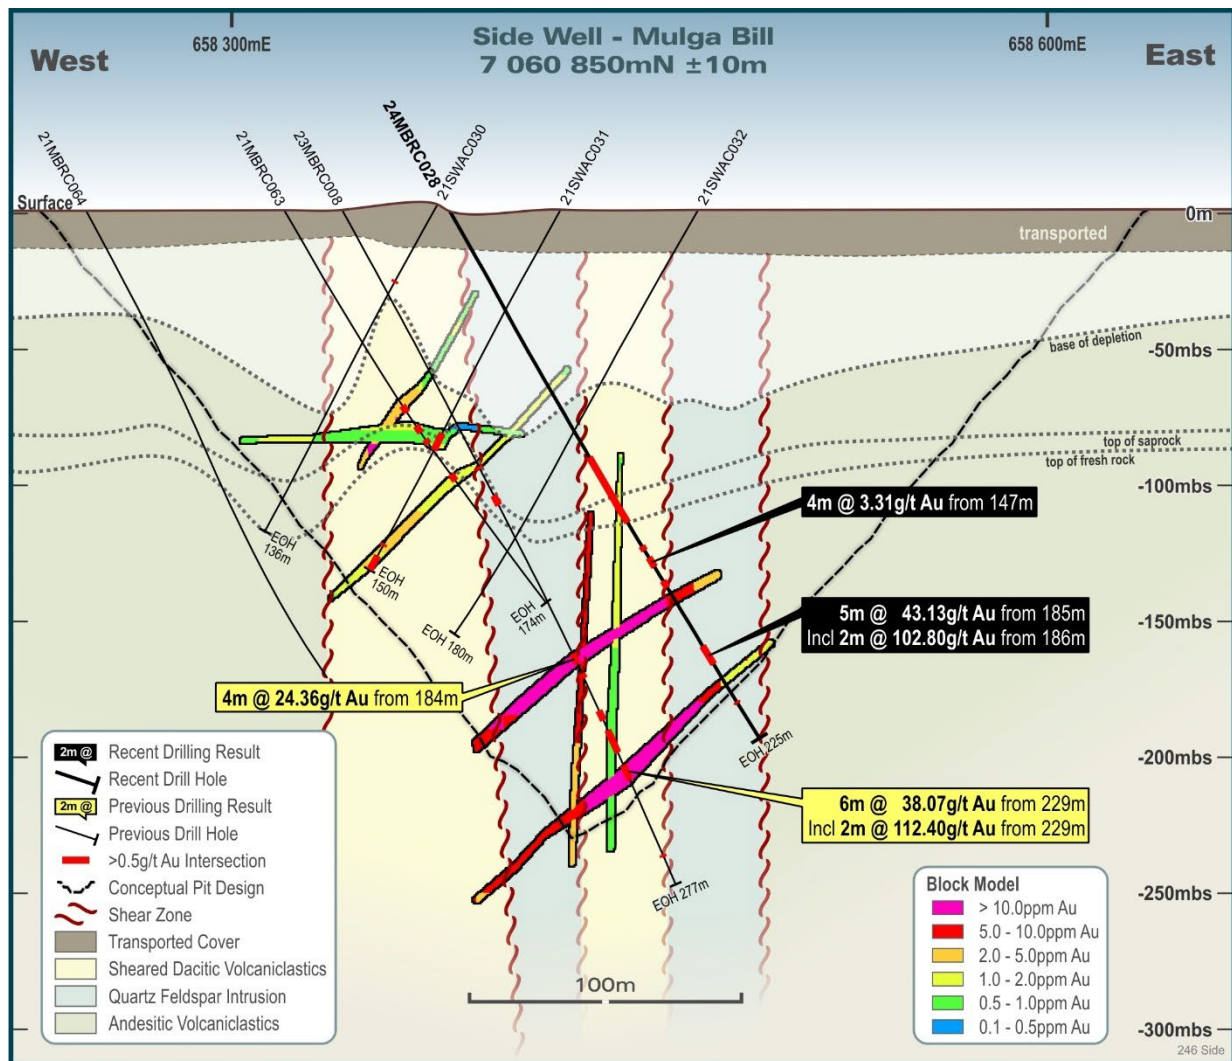 Side Well - Mulga Bill
7 060 850mN ±10m
West
East
658 300mE
658 600mE
21MBRC064
21MBRC063
23MBRC008
24MBRC028
21SWAC030
21SWAC031
21SWAC032
Surface
0m
transported
-50mbs
base of depletion
top of saprock
top of fresh rock
-100mbs
4m @ 3.31g/t Au from 147m
EOH
136m
EOH
150m
EOH
174m
EOH 180m
-150mbs
5m @ 43.13g/t Au from 185m
Incl 2m @ 102.80g/t Au from 186m
4m @ 24.36g/t Au from 184m
EOH 225m
-200mbs
6m @ 38.07g/t Au from 229m
Incl 2m @ 112.40g/t Au from 229m
EOH 277m
-250mbs
-300mbs
100m
2m @ Recent Drilling Result
Recent Drill Hole
2m @ Previous Drilling Result
Previous Drill Hole
>0.5g/t Au Intersection
Conceptual Pit Design
Shear Zone
Transported Cover
Sheared Dacitic Volcaniclastics
Quartz Feldspar Intrusion
Andesitic Volcaniclastics
Block Model
> 10.0ppm Au
5.0 - 10.0ppm Au
2.0 - 5.0ppm Au
1.0 - 2.0ppm Au
0.5 - 1.0ppm Au
0.1 - 0.5ppm Au
246 Side